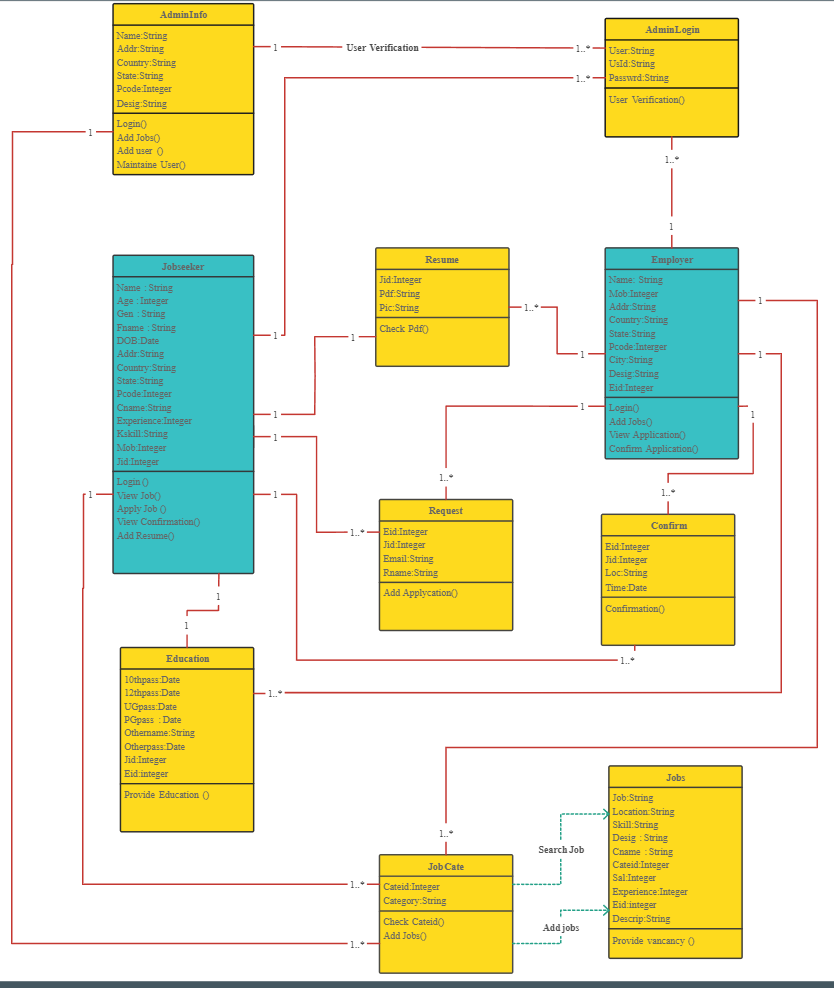 AdminInfo
Name:String
Addr:String
Country:String
State:String
Pcode:Integer
Desig:String
Login()
Add Jobs()
Add user ()
Maintaine User()
1
User Verification
1..*
1..*
1
AdminLogin
User:String
UsId:String
Passwrd:String
User Verification()
1..*
1
Jobseeker
Name : String
Age : Integer
Gen : String
Fname : String
DOB:Date
Addr:String
Country:String
State:String
Pcode:Integer
Cname:String
Experience:Integer
Kskill:String
Mob:Integer
Jid:Integer
Login ()
View Job()
Apply Job ()
View Confirmation()
Add Resume()
1
1
1
1
1
1
1
Resume
Jid:Integer
Pdf:String
Pic:String
Check Pdf()
1
1..*
1
Employer
Name: String
Mob:Integer
Addr:String
Country:String
State:String
Pcode:Interger
City:String
Desig:String
Eid:Integer
Login()
Add Jobs()
View Application()
Confirm Application()
1
1
1
1
1..*
1..*
Request
Eid:Integer
Jid:Integer
Email:String
Rname:String
Add Applycation()
1..*
Confirm
Eid:Integer
Jid:Integer
Loc:String
Time:Date
Confirmation()
1..*
Education
10thpass:Date
12thpass:Date
UGpass:Date
PGpass : Date
Othername:String
Otherpass:Date
Jid:Integer
Eid:integer
Provide Education ()
1..*
1..*
Job Cate
Cateid:Integer
Category:String
Check Cateid()
Add Jobs()
1..*
1..*
Search Job
Add jobs
Jobs
Job:String
Location:String
Skill:String
Desig : String
Cname : String
Cateid:Integer
Sal:Integer
Experience:Integer
Eid:integer
Descrip:String
Provide vancancy ()